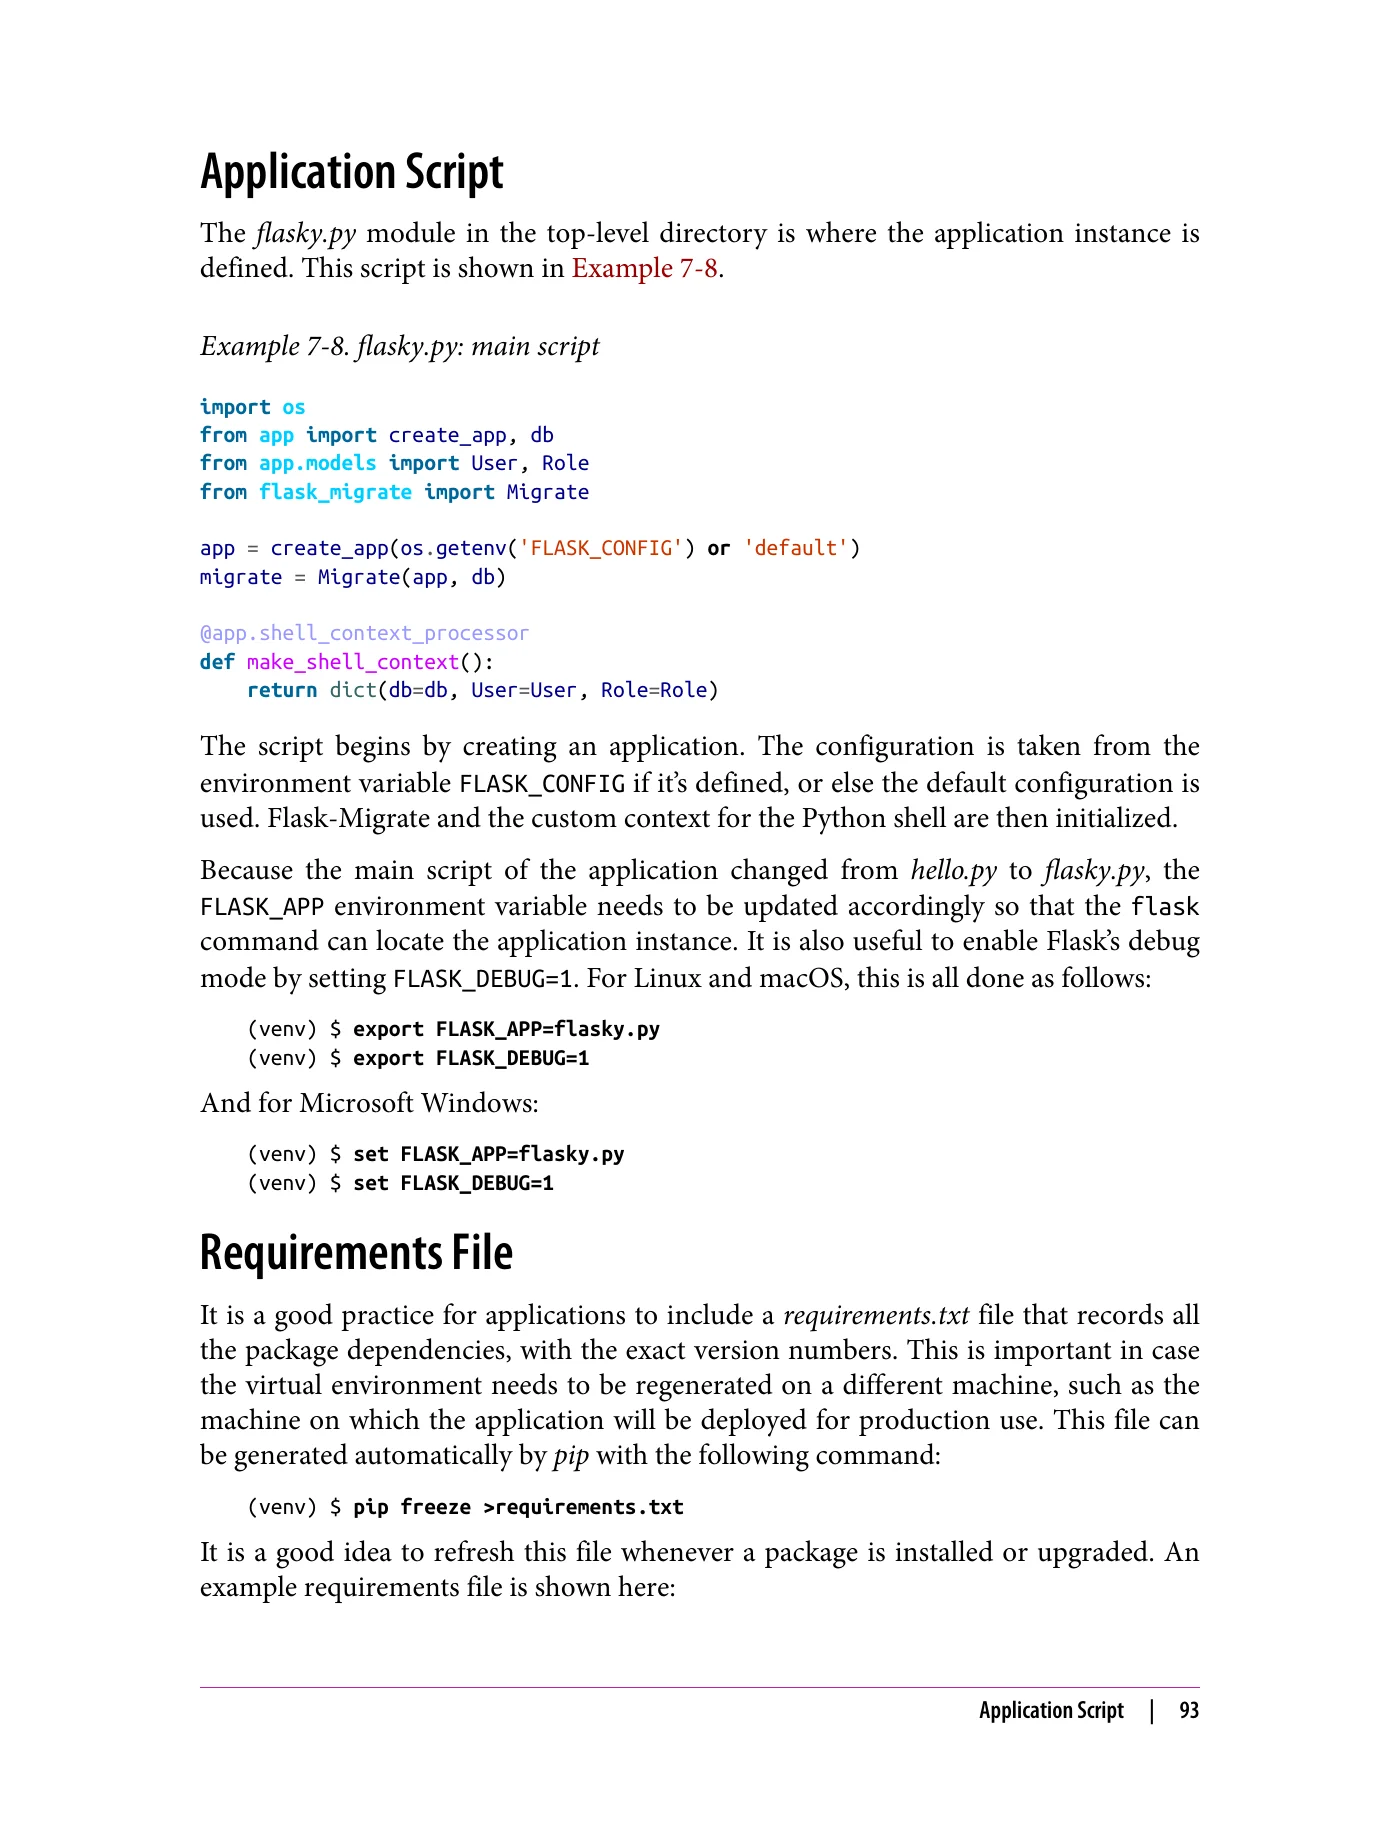 Application Script
The flasky.py module in the top-level directory is where the application instance is
defined. This script is shown in Example 7-8.
Example 7-8. flasky.py: main script
import os
from app import create_app, db
from app.models import User, Role
from flask_migrate import Migrate
app = create_app(os.getenv('FLASK_CONFIG') or 'default')
migrate = Migrate(app, db)
@app.shell_context_processor
def make_shell_context():
    return dict(db=db, User=User, Role=Role)
The script begins by creating an application. The configuration is taken from the
environment variable FLASK_CONFIG if it’s defined, or else the default configuration is
used. Flask-Migrate and the custom context for the Python shell are then initialized.
Because the main script of the application changed from hello.py to flasky.py, the
FLASK_APP environment variable needs to be updated accordingly so that the flask
command can locate the application instance. It is also useful to enable Flask’s debug
mode by setting FLASK_DEBUG=1. For Linux and macOS, this is all done as follows:
(venv) $ export FLASK_APP=flasky.py
(venv) $ export FLASK_DEBUG=1
And for Microsoft Windows:
(venv) $ set FLASK_APP=flasky.py
(venv) $ set FLASK_DEBUG=1
Requirements File
It is a good practice for applications to include a requirements.txt file that records all
the package dependencies, with the exact version numbers. This is important in case
the virtual environment needs to be regenerated on a different machine, such as the
machine on which the application will be deployed for production use. This file can
be generated automatically by pip with the following command:
(venv) $ pip freeze >requirements.txt
It is a good idea to refresh this file whenever a package is installed or upgraded. An
example requirements file is shown here:
Application Script | 93